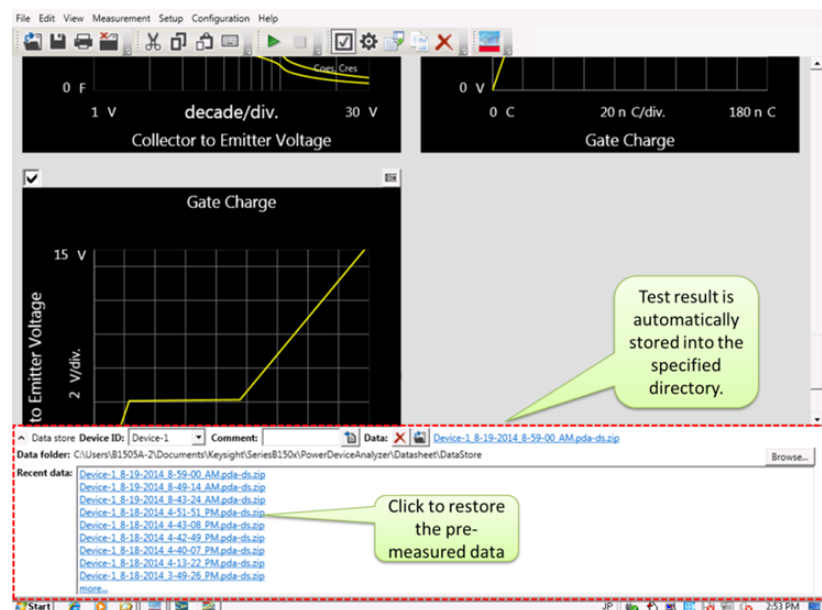 File Edit View Measurement Setup Configuration Help
Coes, Cres
0 F
1 V decade/div. 30 V
Collector to Emitter Voltage
0 V
0 C 20 n C/div. 180 n C
Gate Charge
Gate Charge
15 V
to Emitter Voltage
2 V/div.
Test result is
automatically
stored into the
specified
directory.
Data store Device ID: Device-1 Comment: Data: Device-1_8-19-2014_8-59-00_AM.pda-ds.zip
Data folder: C:\Users\B1505A-2\Documents\Keysight\SeriesB150x\PowerDeviceAnalyzer\Datasheet\DataStore Browse...
Recent data: Device-1_8-19-2014_8-59-00_AM.pda-ds.zip
Device-1_8-19-2014_8-49-14_AM.pda-ds.zip
Device-1_8-19-2014_8-43-24_AM.pda-ds.zip
Device-1_8-18-2014_4-51-51_PM.pda-ds.zip
Device-1_8-18-2014_4-43-08_PM.pda-ds.zip
Device-1_8-18-2014_4-42-49_PM.pda-ds.zip
Device-1_8-18-2014_4-40-07_PM.pda-ds.zip
Device-1_8-18-2014_4-13-22_PM.pda-ds.zip
Device-1_8-18-2014_3-49-26_PM.pda-ds.zip
more...
Click to restore
the pre-
measured data
Start JP 2:53 PM